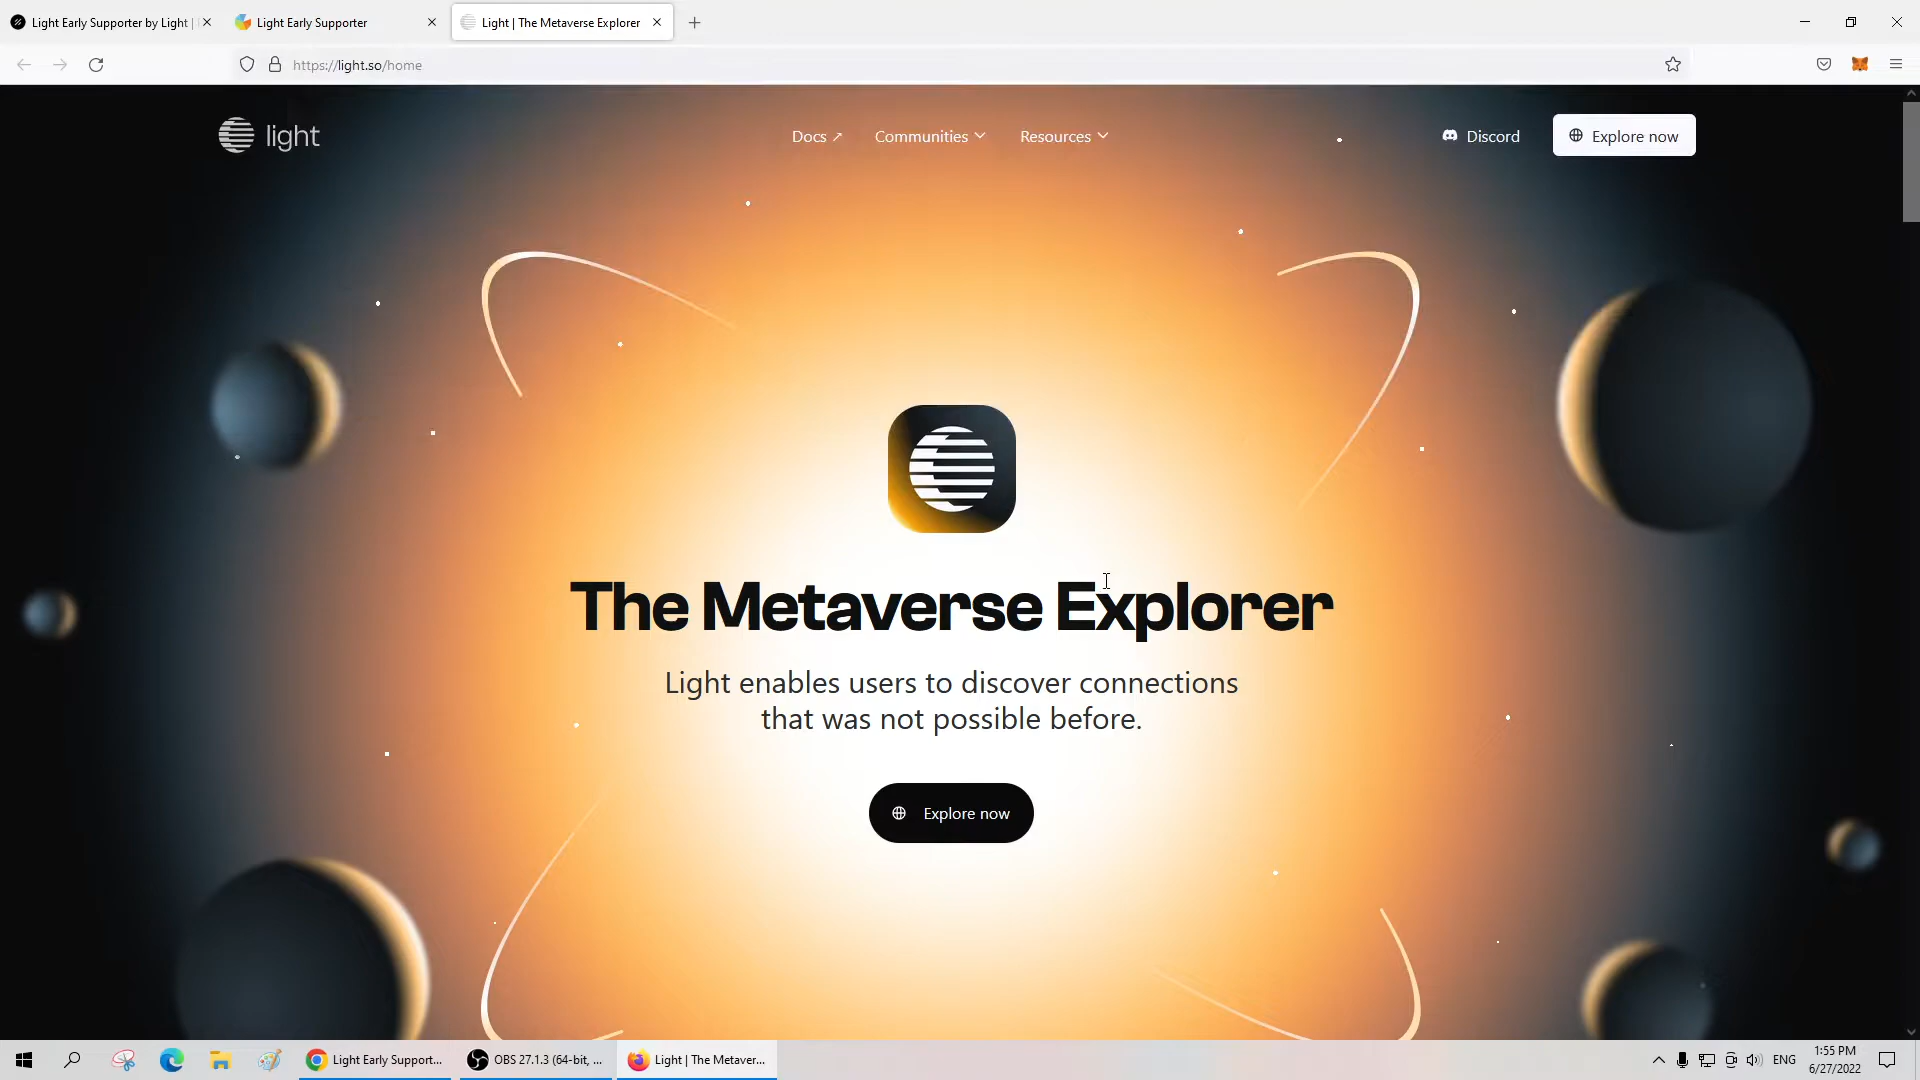 Light Early Supporter by Light |
Light Early Supporter
Light | The Metaverse Explorer
https://light.so/home
light
Docs ↗
Communities
Resources
Discord
Explore now
The Metaverse Explorer
Light enables users to discover connections
that was not possible before.
Explore now
Light Early Support...
OBS 27.1.3 (64-bit, ...
Light | The Metaver...
ENG
1:55 PM
6/27/2022